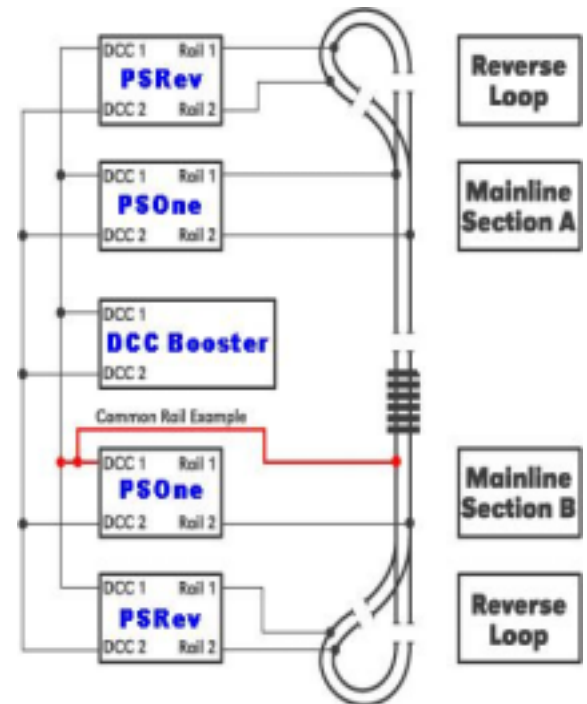 DCC 1 Rail 1
PSRev
DCC 2 Rail 2
Reverse
Loop
DCC 1 Rail 1
PSOne
DCC 2 Rail 2
Mainline
Section A
DCC 1
DCC Booster
DCC 2
Common Rail Example
DCC 1 Rail 1
PSOne
DCC 2 Rail 2
Mainline
Section B
DCC 1 Rail 1
PSRev
DCC 2 Rail 2
Reverse
Loop